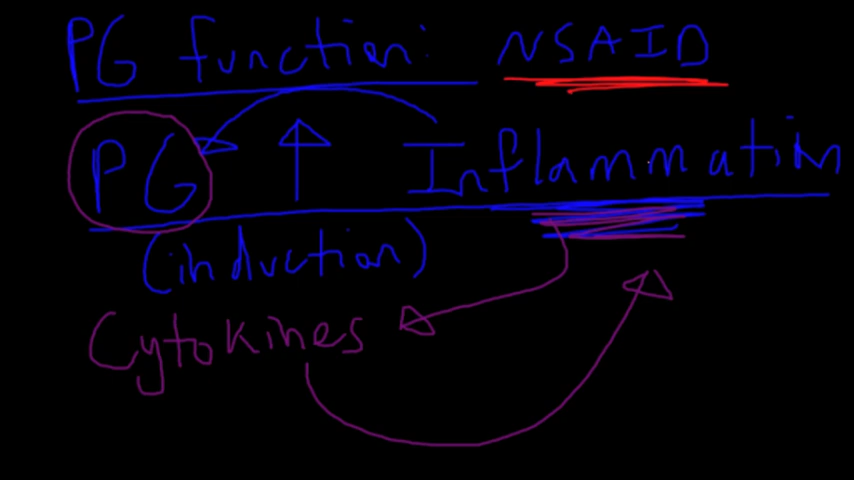 PG function: NSAID
PG ↑ Inflammation
(induction)
Cytokines